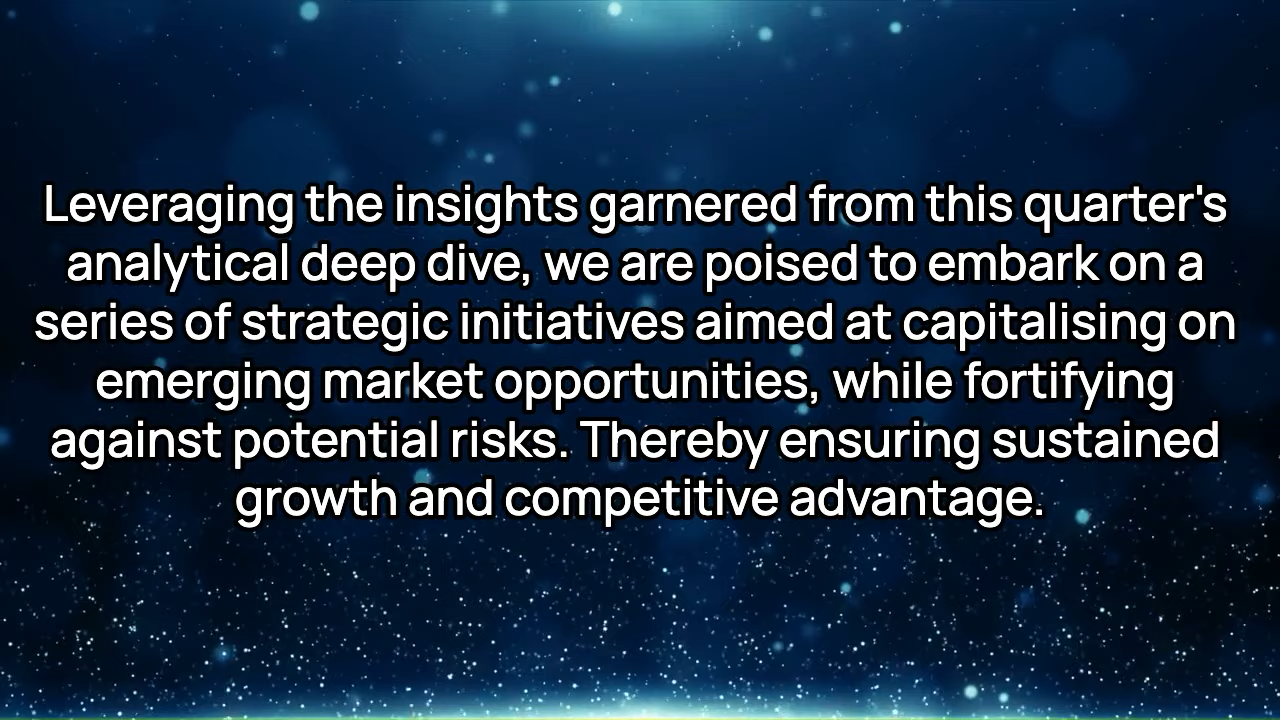 Leveraging the insights garnered from this quarter's
analytical deep dive, we are poised to embark on a
series of strategic initiatives aimed at capitalising on
emerging market opportunities, while fortifying
against potential risks. Thereby ensuring sustained
growth and competitive advantage.